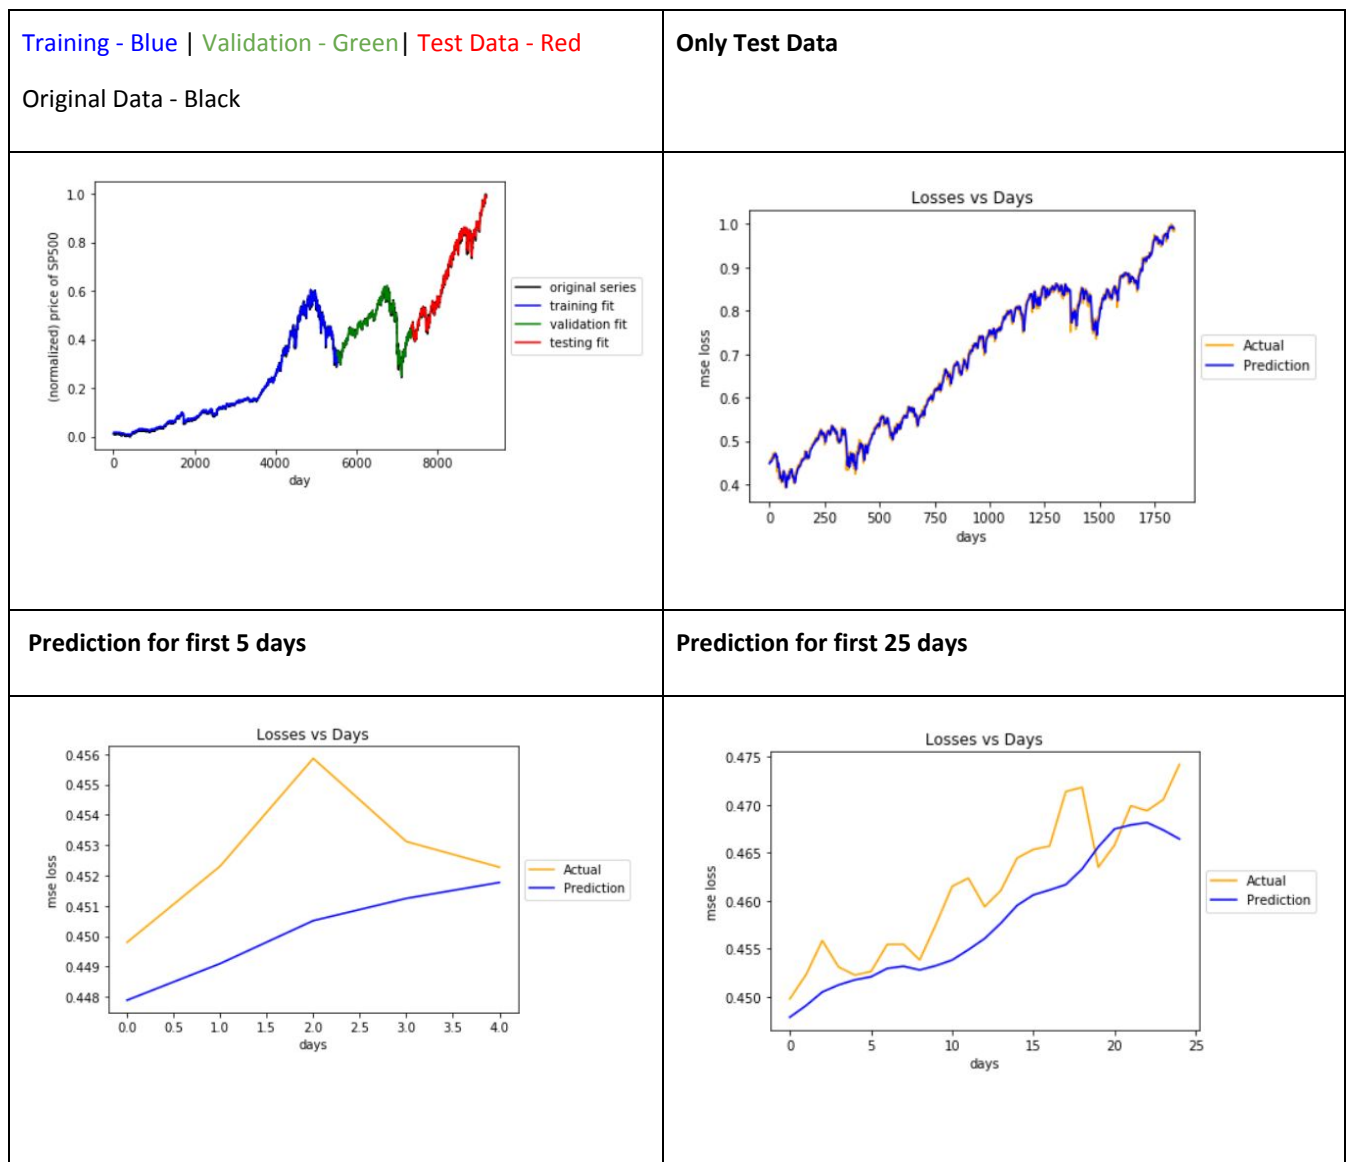 Training - Blue | Validation - Green| Test Data - Red
Original Data - Black
Only Test Data
1.0
0.8
0.6
0.4
0.2
0.0
(normalized) price of SP500
0 2000 4000 6000 8000
day
original series
training fit
validation fit
testing fit
Losses vs Days
1.0
0.9
0.8
0.7
0.6
0.5
0.4
mse loss
0 250 500 750 1000 1250 1500 1750
days
Actual
Prediction
Prediction for first 5 days
Prediction for first 25 days
Losses vs Days
0.456
0.455
0.454
0.453
0.452
0.451
0.450
0.449
0.448
mse loss
0.0 0.5 1.0 1.5 2.0 2.5 3.0 3.5 4.0
days
Actual
Prediction
Losses vs Days
0.475
0.470
0.465
0.460
0.455
0.450
mse loss
0 5 10 15 20 25
days
Actual
Prediction